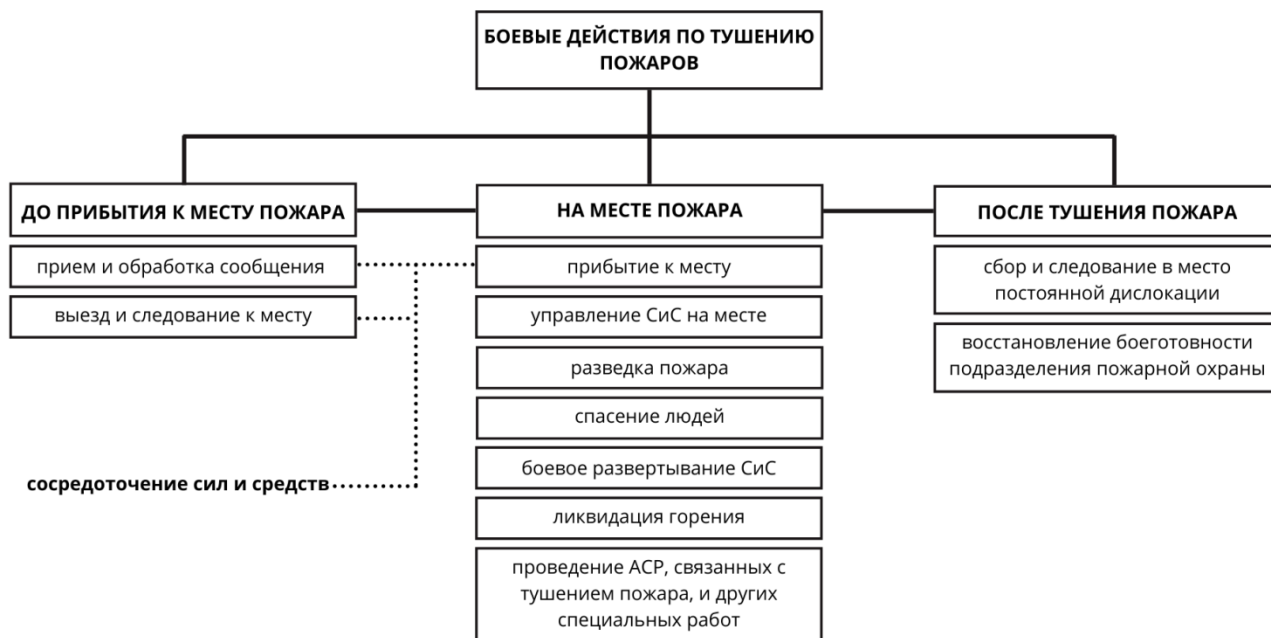 БОЕВЫЕ ДЕЙСТВИЯ ПО ТУШЕНИЮ
ПОЖАРОВ
ДО ПРИБЫТИЯ К МЕСТУ ПОЖАРА
прием и обработка сообщения
выезд и следование к месту
сосредоточение сил и средств
НА МЕСТЕ ПОЖАРА
прибытие к месту
управление СиС на месте
разведка пожара
спасение людей
боевое развертывание СиС
ликвидация горения
проведение АСР, связанных с
тушением пожара, и других
специальных работ
ПОСЛЕ ТУШЕНИЯ ПОЖАРА
сбор и следование в место
постоянной дислокации
восстановление боеготовности
подразделения пожарной охраны